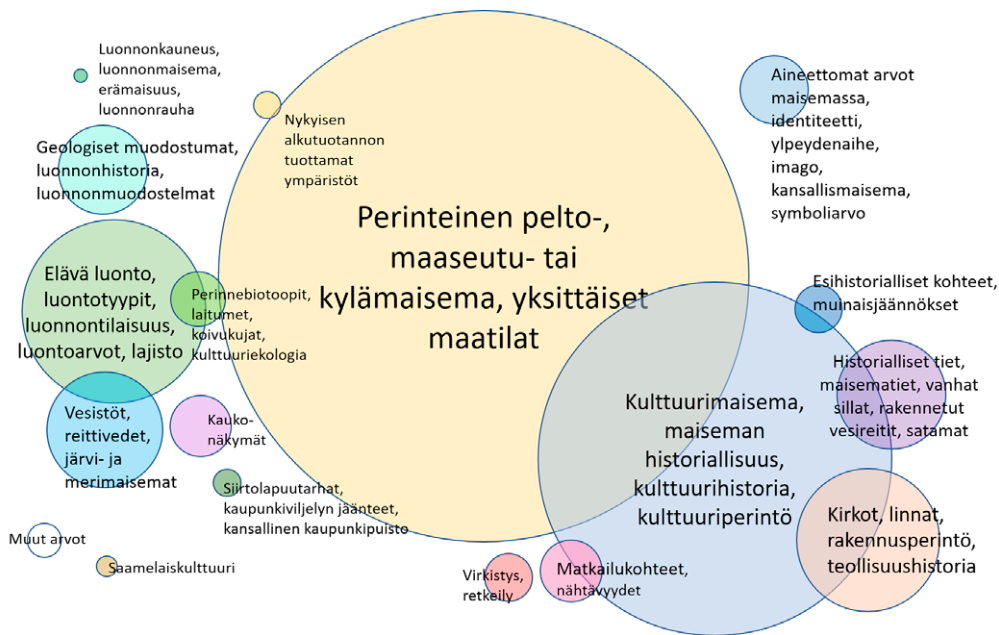 Luonnonkauneus,
luonnonmaisema,
erämaisuus,
luonnonrauha
Geologiset muodostumat,
luonnonhistoria,
luonnonmuodostelmat
Nykyisen
alkutuotannon
tuottamat
ympäristöt
Aineettomat arvot
maisemassa,
identiteetti,
ylpeydenaihe,
imago,
kansallismaisema,
symboliarvo
Perinteinen pelto-,
maaseutu- tai
kylämaisema, yksittäiset
maatilat
Elävä luonto,
luontotyypit,
luonnontilaisuus,
luontoarvot, lajisto
Perinnebiotoopit,
laitumet,
koivukujat,
kulttuuriekologia
Esihistorialliset kohteet,
muinaisjäännökset
Historialliset tiet,
maisematiet, vanhat
sillat, rakennetut
vesireitit, satamat
Kulttuurimaisema,
maiseman
historiallisuus,
kulttuurihistoria,
kulttuuriperintö
Vesistöt,
reittivedet,
järvi- ja
merimaisemat
Kauko-
näkymät
Siirtolapuutarhat,
kaupunkiviljelyn jäänteet,
kansallinen kaupunkipuisto
Kirkot, linnat,
rakennusperintö,
teollisuushistoria
Muut arvot
Saamelaiskulttuuri
Virkistys,
retkeily
Matkailukohteet,
nähtävyydet